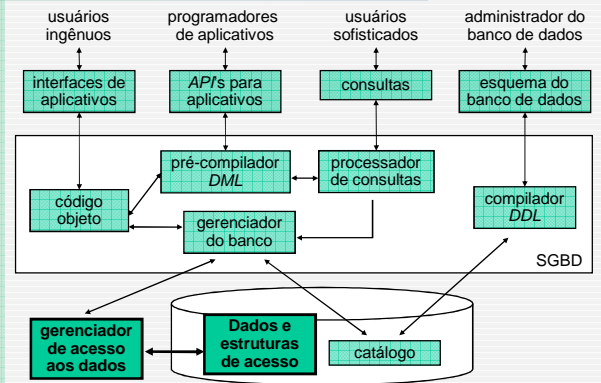 usuários
ingênuos
programadores
de aplicativos
usuários
sofisticados
administrador do
banco de dados
interfaces de
aplicativos
API's para
aplicativos
consultas
esquema do
banco de dados
pré-compilador
DML
processador
de consultas
código
objeto
gerenciador
do banco
compilador
DDL
SGBD
gerenciador
de acesso
aos dados
Dados e
estruturas
de acesso
catálogo